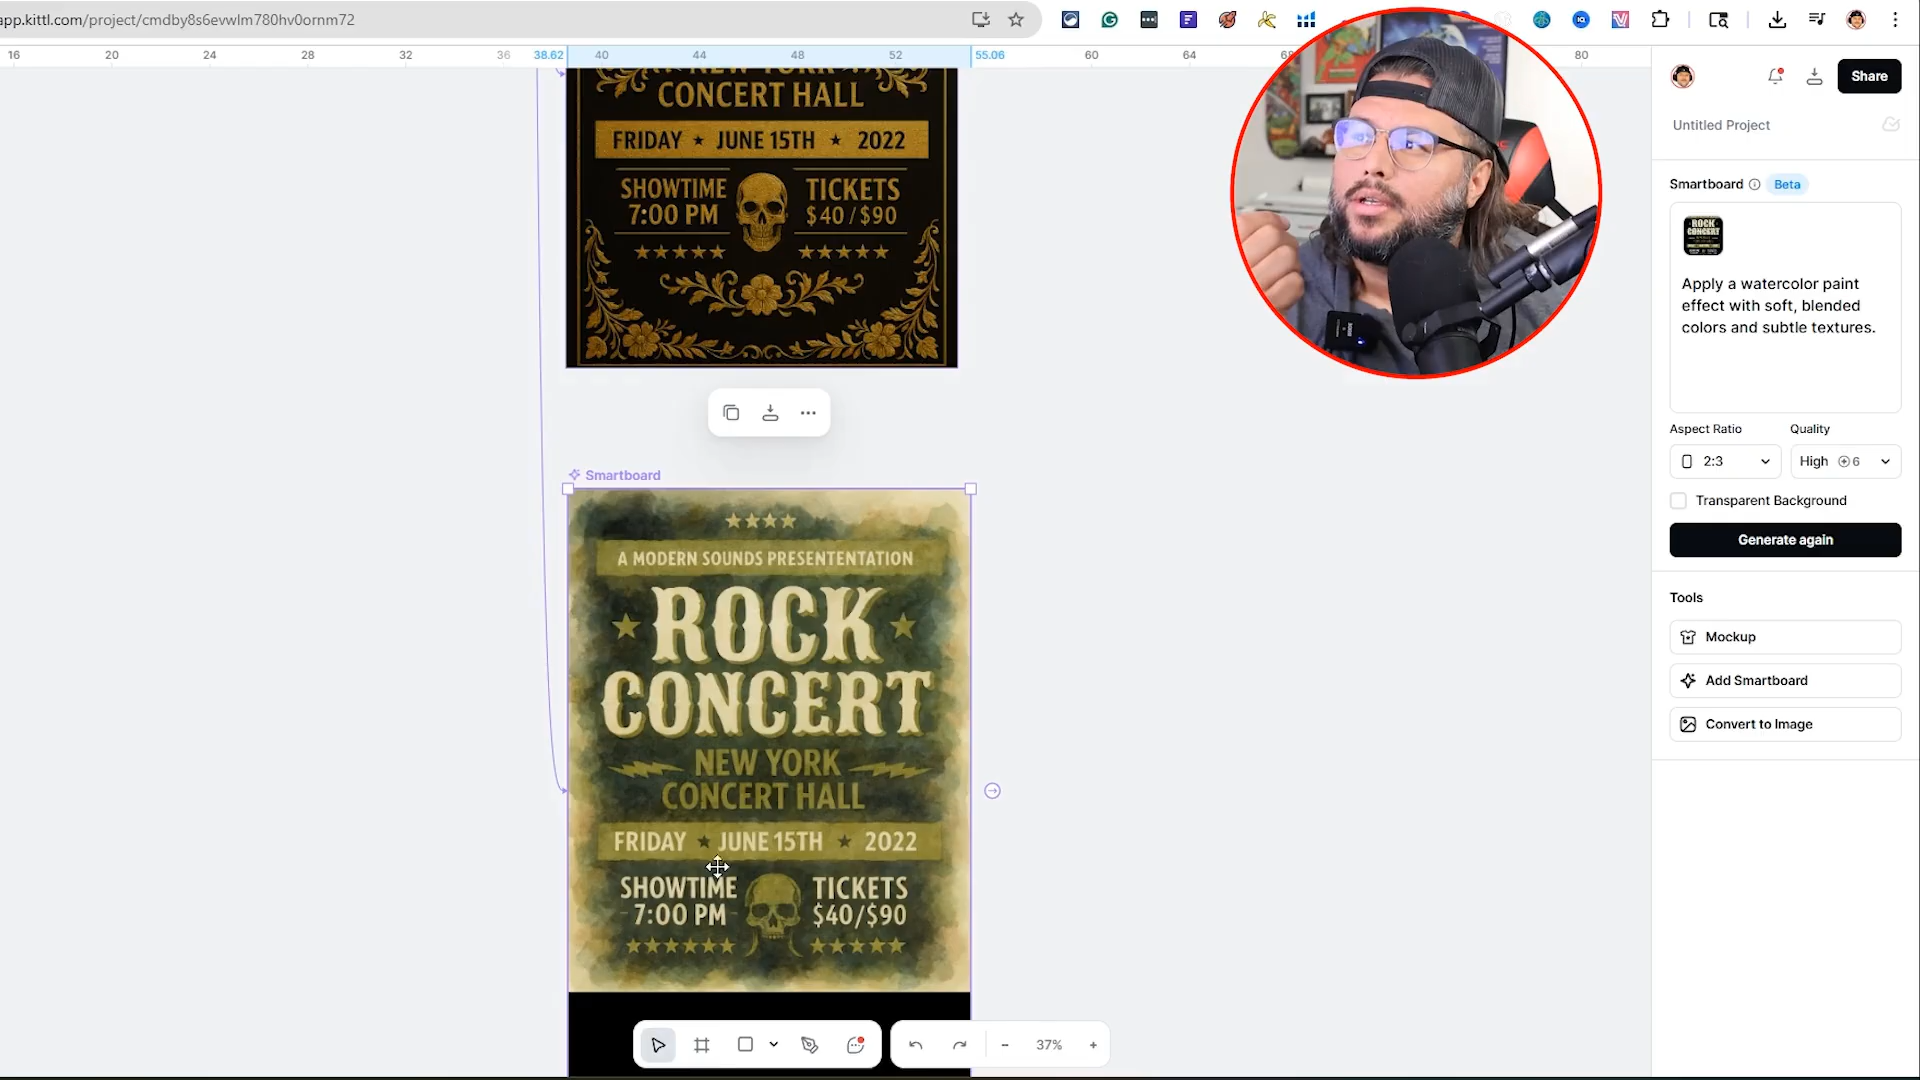 app.kittl.com/project/cmdby8s6evwlm780hv0ornm72
16 20 24 28 32 36 38.62 40 44 48 52 55.06 60 64 80
Share
Untitled Project
Smartboard Beta
Apply a watercolor paint
effect with soft, blended
colors and subtle textures.
Aspect Ratio Quality
2:3 High 6
Transparent Background
Generate again
Tools
Mockup
Add Smartboard
Convert to Image
NEW YORK
CONCERT HALL
FRIDAY ★ JUNE 15TH ★ 2022
SHOWTIME
7:00 PM
TICKETS
$40/$90
Smartboard
A MODERN SOUNDS PRESENTENTATION
ROCK
CONCERT
NEW YORK
CONCERT HALL
FRIDAY ★ JUNE 15TH ★ 2022
SHOWTIME
7:00 PM
TICKETS
$40/$90
37%